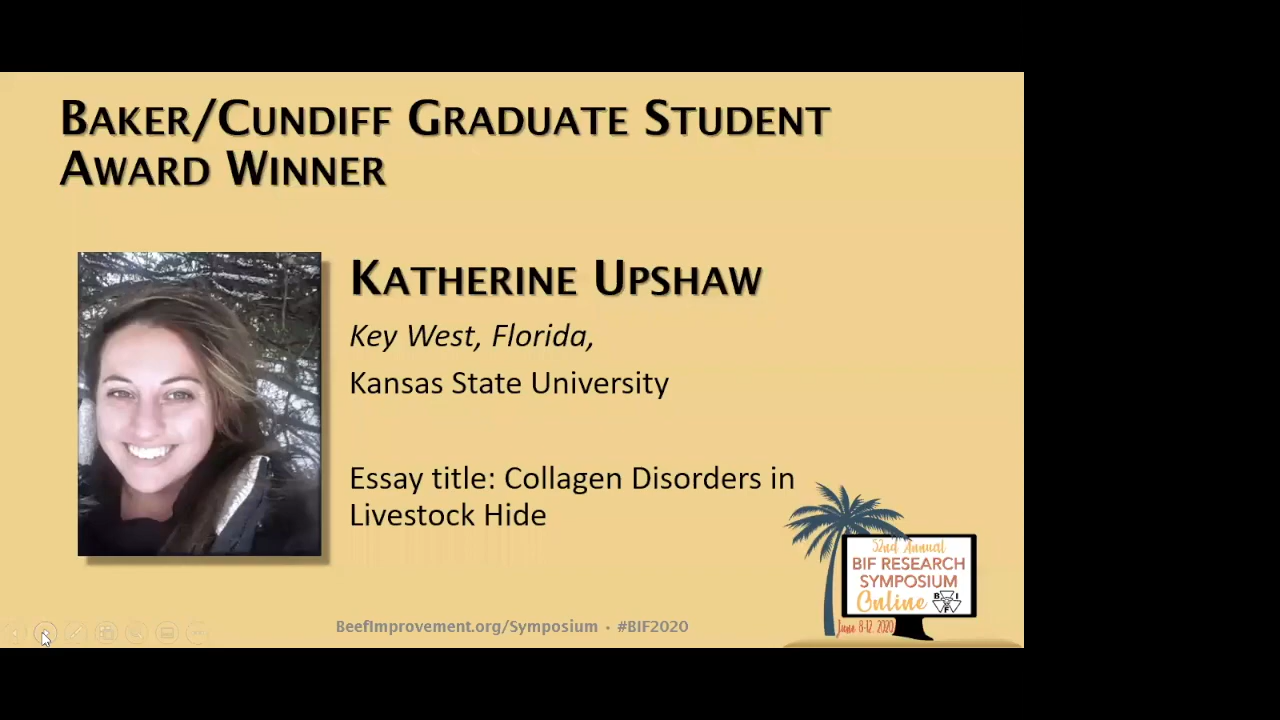 BAKER/CUNDIFF GRADUATE STUDENT
AWARD WINNER
KATHERINE UPSHAW
Key West, Florida,
Kansas State University
Essay title: Collagen Disorders in
Livestock Hide
52nd Annual
BIF RESEARCH
SYMPOSIUM
Online
B I F
June 8-12, 2020
BeefImprovement.org/Symposium • #BIF2020